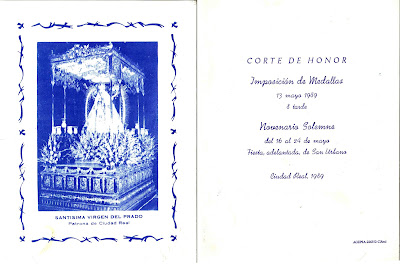 SANTISIMA VIRGEN DEL PRADO
Patrona de Ciudad Real
CORTE DE HONOR
Imposición de Medallas
13 mayo 1989
8 tarde
Novenario Solemne
del 16 al 24 de mayo
Fiesta, adelantada, de San Urbano
Ciudad Real, 1989